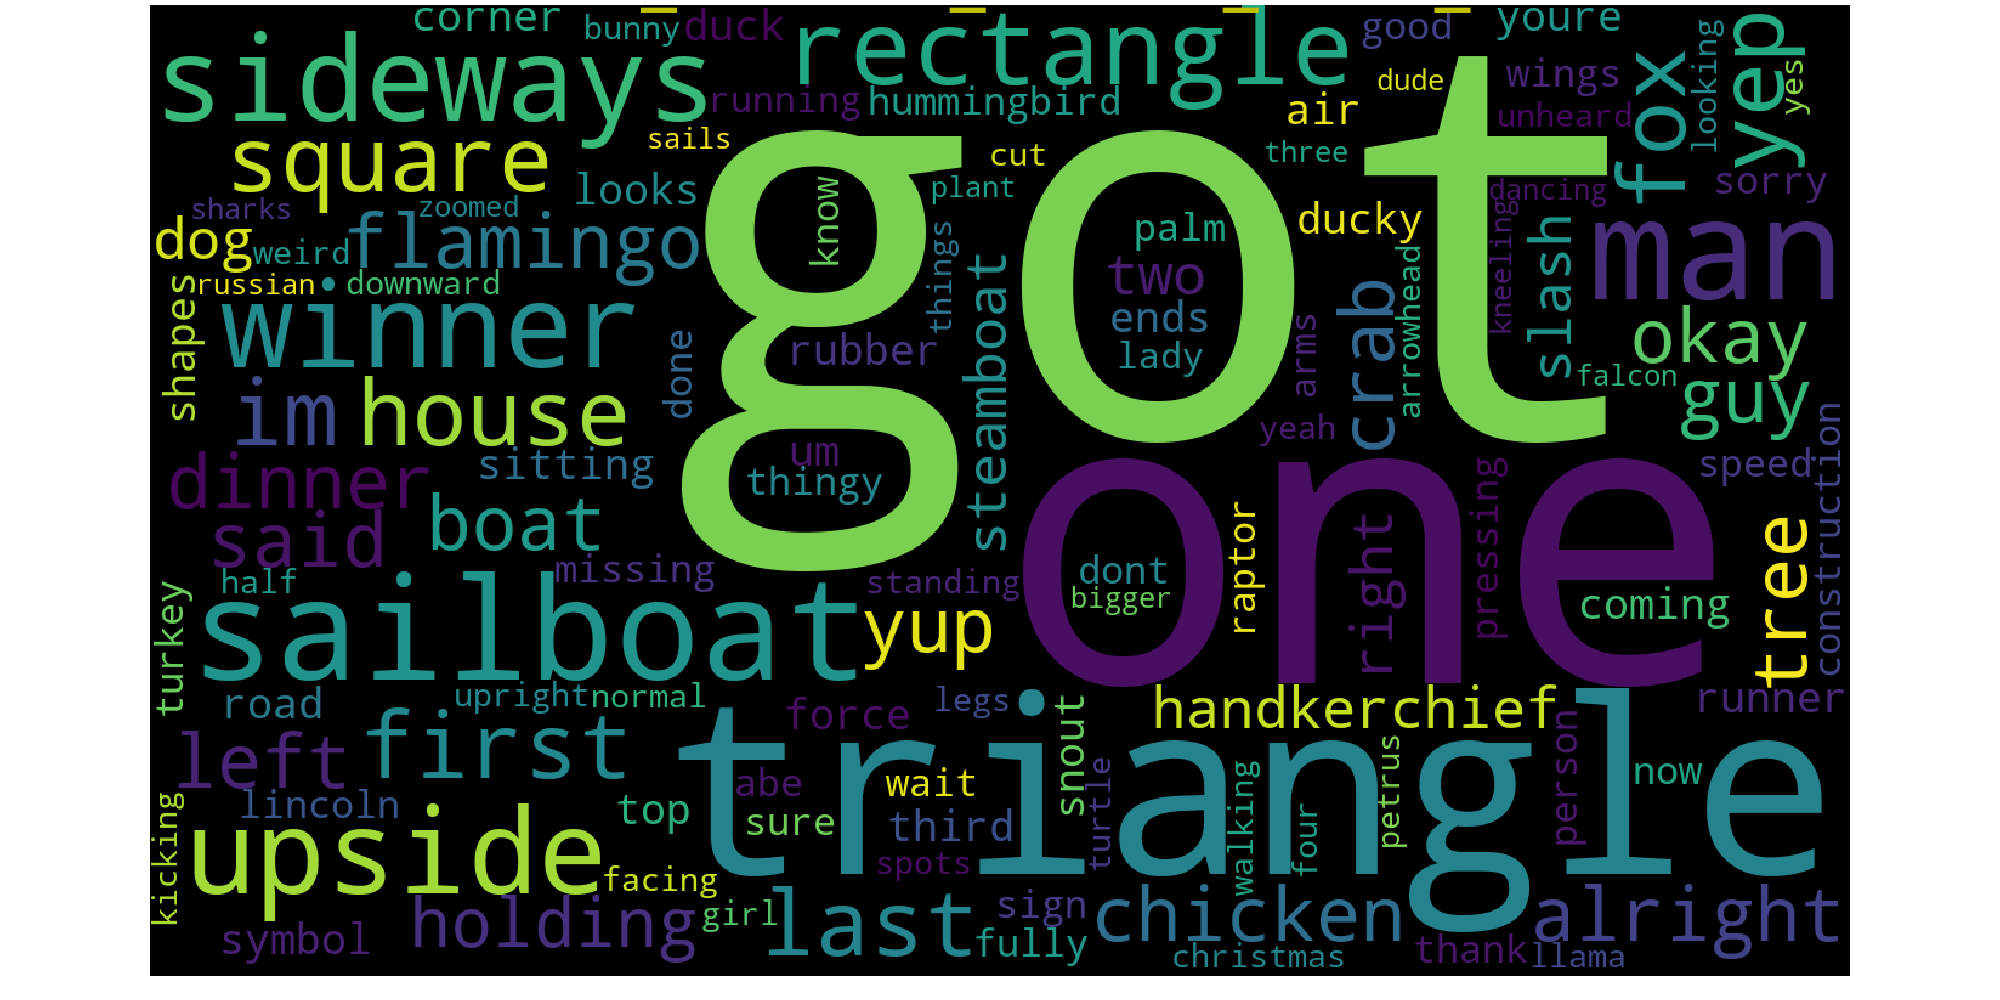 corner
bunny
duck
rectangle
good
youre
yep
sideways
running
hummingbird
dude
wings
fox
looking
yes
air
unheard
square
sails
got
cut
three
looks
know
plant
dancing
sorry
sharks
zoomed
dog
weird
flamingo
things
palm
ducky
kneeling
slash
man
russian
downward
steamboat
two
crab
arrowhead
shapes
winner
done
rubber
ends
lady
arms
okay
falcon
guy
im
house
um
yeah
construction
dinner
sitting
thingy
one
pressing
speed
said
boat
raptor
right
tree
half
missing
standing
dont
bigger
coming
turkey
sailboat
yup
road
upright
normal
legs
handkerchief
runner
left
first
force
triangle
snout
petrus
person
now
lincoln
top
abe
wait
turtle
walking
four
kicking
upside
sure
third
facing
spots
symbol
holding
girl
last
sign
fully
chicken
christmas
alright
thank
llama